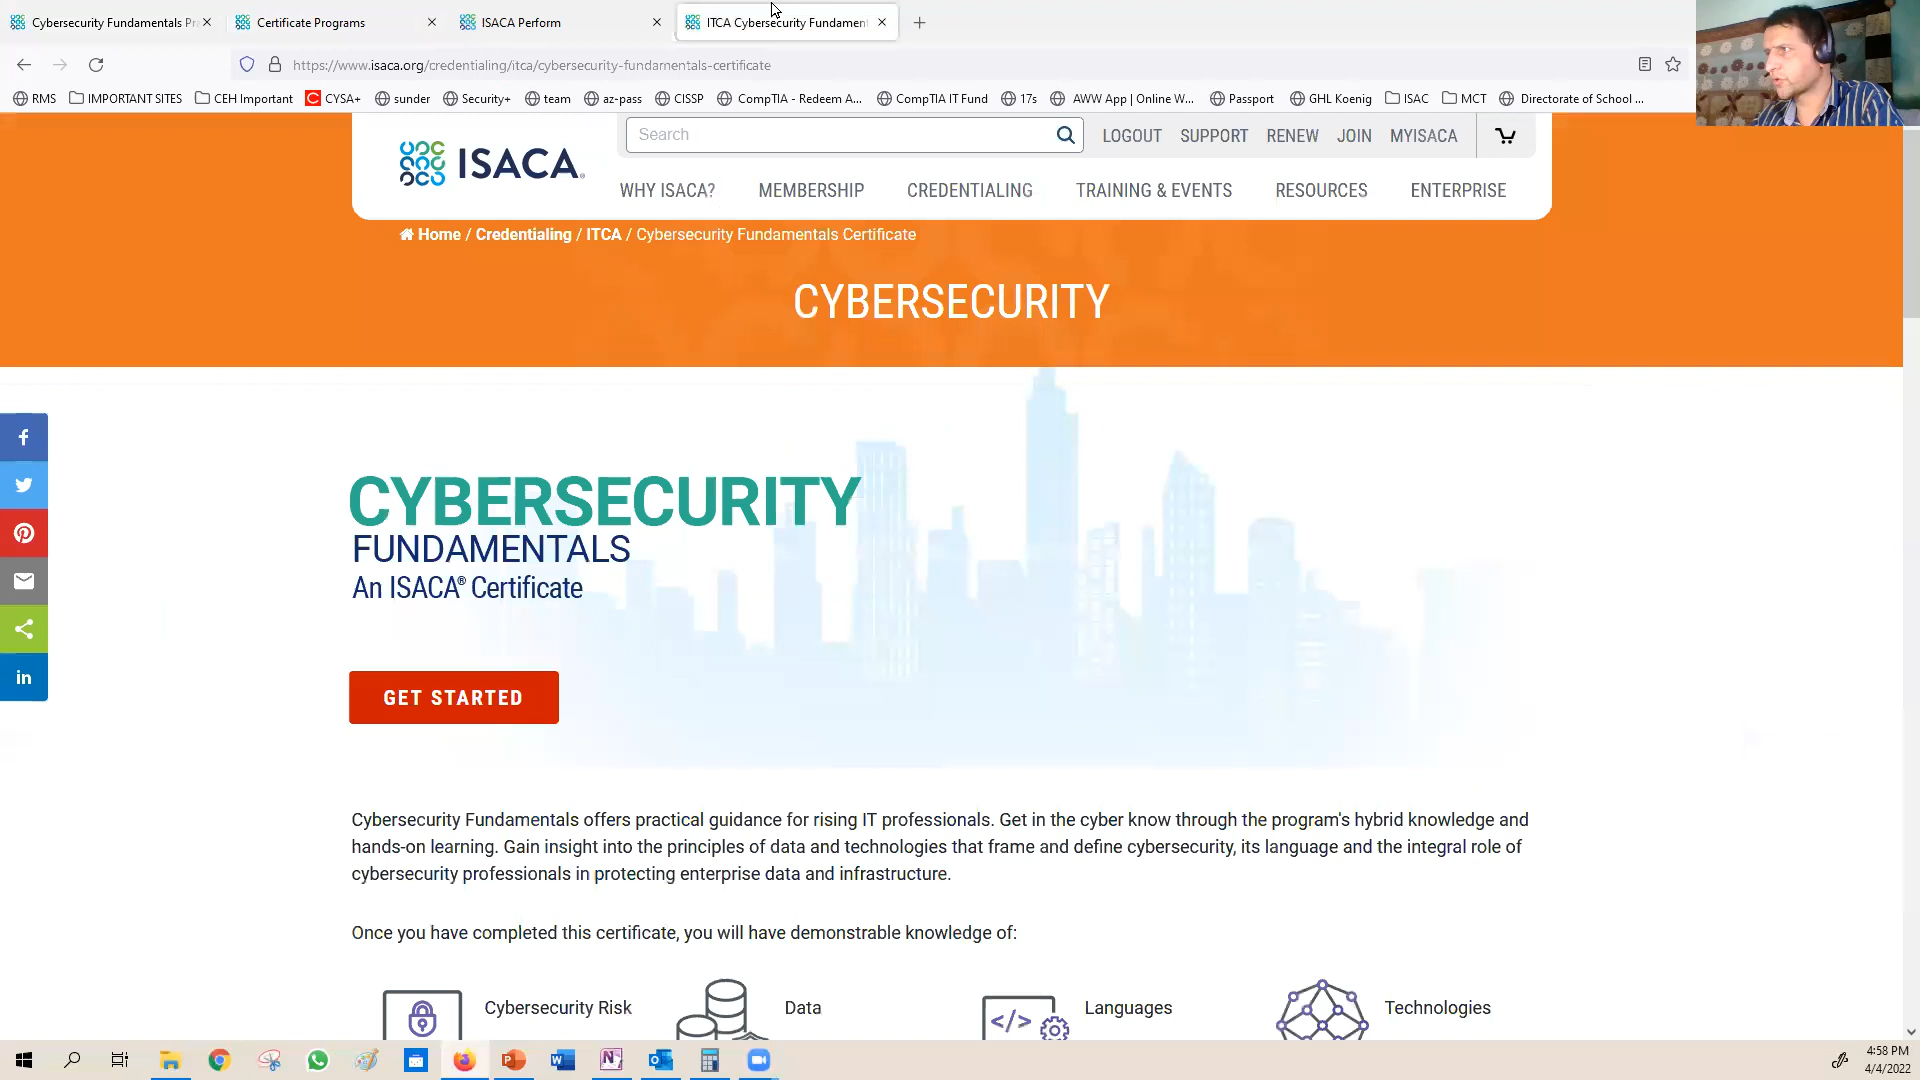 Cybersecurity Fundamentals Pr
Certificate Programs
ISACA Perform
ITCA Cybersecurity Fundamen
https://www.isaca.org/credentialing/itca/cybersecurity-fundamentals-certificate
RMS IMPORTANT SITES CEH Important CYSA+ sunder Security+ team az-pass CISSP CompTIA - Redeem A... CompTIA IT Fund 17s AWW App | Online W... Passport GHL Koenig ISAC MCT Directorate of School ...
ISACA®
Search
LOGOUT SUPPORT RENEW JOIN MYISACA
WHY ISACA? MEMBERSHIP CREDENTIALING TRAINING & EVENTS RESOURCES ENTERPRISE
Home / Credentialing / ITCA / Cybersecurity Fundamentals Certificate
CYBERSECURITY
CYBERSECURITY
FUNDAMENTALS
An ISACA® Certificate
GET STARTED
Cybersecurity Fundamentals offers practical guidance for rising IT professionals. Get in the cyber know through the program's hybrid knowledge and
hands-on learning. Gain insight into the principles of data and technologies that frame and define cybersecurity, its language and the integral role of
cybersecurity professionals in protecting enterprise data and infrastructure.
Once you have completed this certificate, you will have demonstrable knowledge of:
Cybersecurity Risk
Data
Languages
Technologies
4:58 PM
4/4/2022